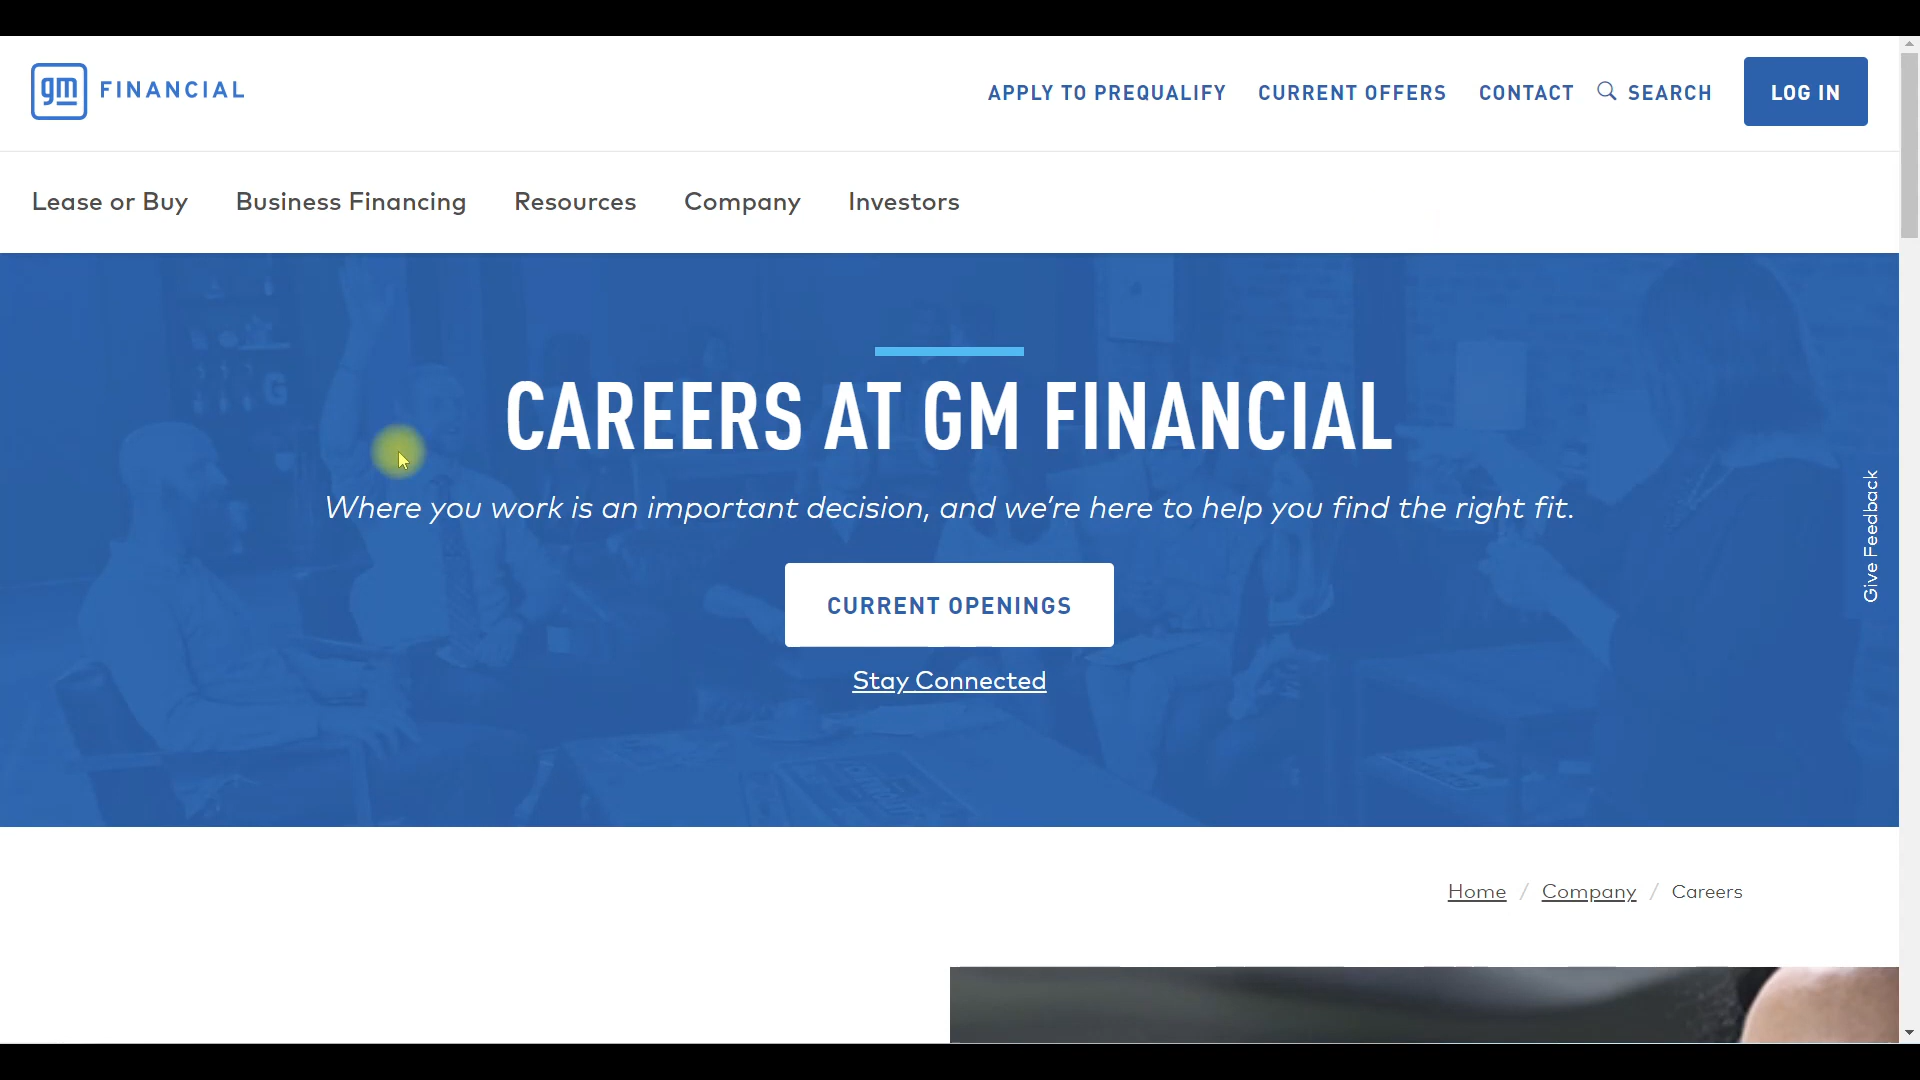 gm FINANCIAL
APPLY TO PREQUALIFY CURRENT OFFERS CONTACT SEARCH LOG IN
Lease or Buy Business Financing Resources Company Investors
CAREERS AT GM FINANCIAL
Where you work is an important decision, and we're here to help you find the right fit.
CURRENT OPENINGS
Stay Connected
Give Feedback
Home / Company / Careers